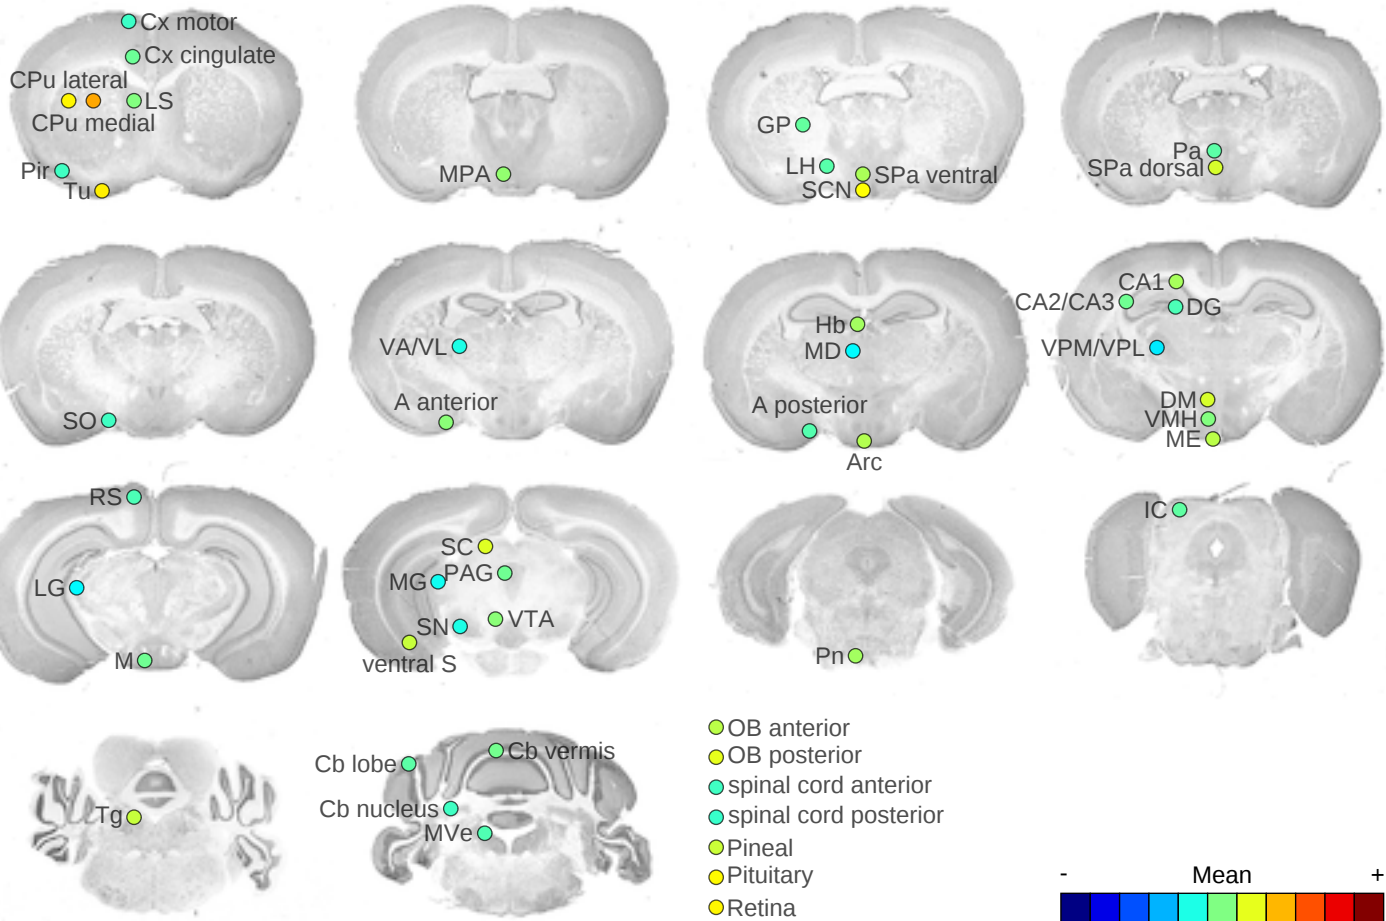 Cx motor
Cx cingulate
CPu lateral
LS
CPu medial
Pir
Tu
MPA
GP
LH
SPa ventral
SCN
Pa
SPa dorsal
SO
VA/VL
A anterior
Hb
MD
A posterior
Arc
CA1
CA2/CA3
DG
VPM/VPL
DM
VMH
ME
RS
LG
M
SC
PAG
MG
VTA
SN
ventral S
Pn
IC
Tg
Cb vermis
Cb lobe
Cb nucleus
MVe
OB anterior
OB posterior
spinal cord anterior
spinal cord posterior
Pineal
Pituitary
Retina
- Mean +